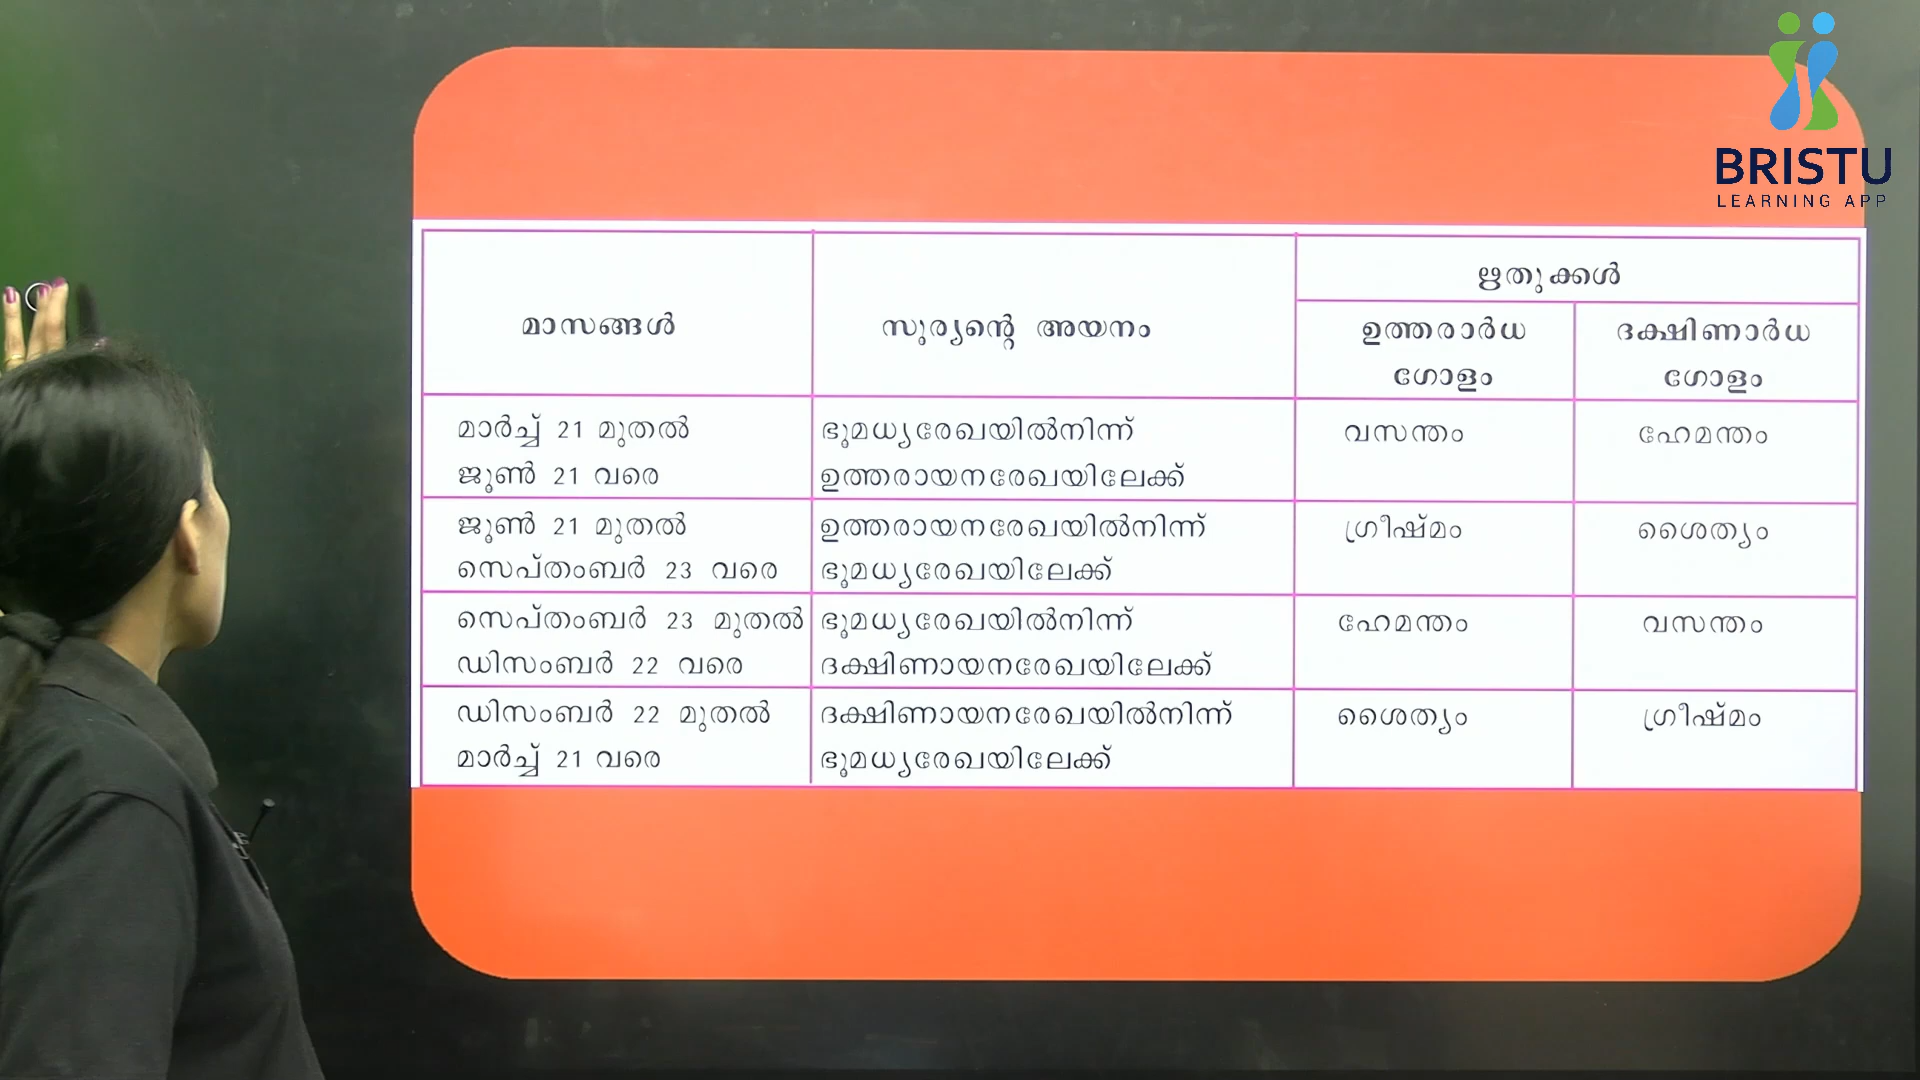 BRISTU
LEARNING APP
മാസങ്ങൾ
സൂര്യന്റെ അയനം
ഋതുക്കൾ
ഉത്തരാർധ
ഗോളം
ദക്ഷിണാർധ
ഗോളം
മാർച്ച് 21 മുതൽ
ജൂൺ 21 വരെ
ഭൂമധ്യരേഖയിൽനിന്ന്
ഉത്തരായനരേഖയിലേക്ക്
വസന്തം
ഹേമന്തം
ജൂൺ 21 മുതൽ
സെപ്തംബർ 23 വരെ
ഉത്തരായനരേഖയിൽനിന്ന്
ഭൂമധ്യരേഖയിലേക്ക്
ഗ്രീഷ്മം
ശൈത്യം
സെപ്തംബർ 23 മുതൽ
ഡിസംബർ 22 വരെ
ഭൂമധ്യരേഖയിൽനിന്ന്
ദക്ഷിണായനരേഖയിലേക്ക്
ഹേമന്തം
വസന്തം
ഡിസംബർ 22 മുതൽ
മാർച്ച് 21 വരെ
ദക്ഷിണായനരേഖയിൽനിന്ന്
ഭൂമധ്യരേഖയിലേക്ക്
ശൈത്യം
ഗ്രീഷ്മം